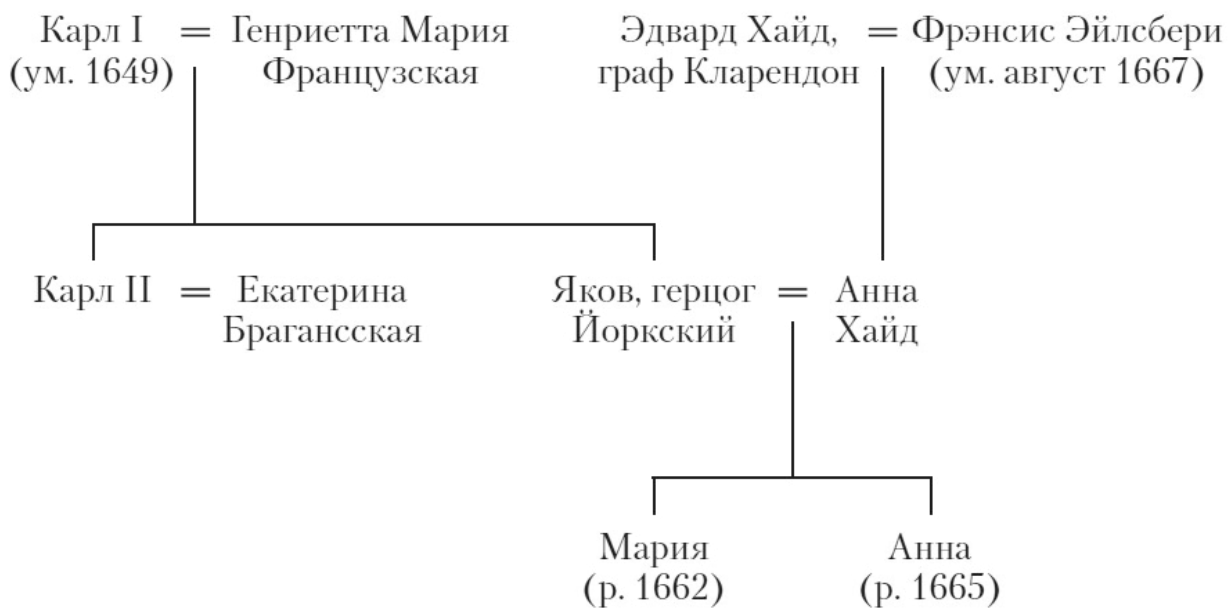 Карл I = Генриетта Мария Эдвард Хайд, = Фрэнсис Эйлсбери
(ум. 1649) Французская граф Кларендон (ум. август 1667)
Карл II = Екатерина Яков, герцог = Анна
Брагансская Йоркский Хайд
Мария Анна
(р. 1662) (р. 1665)